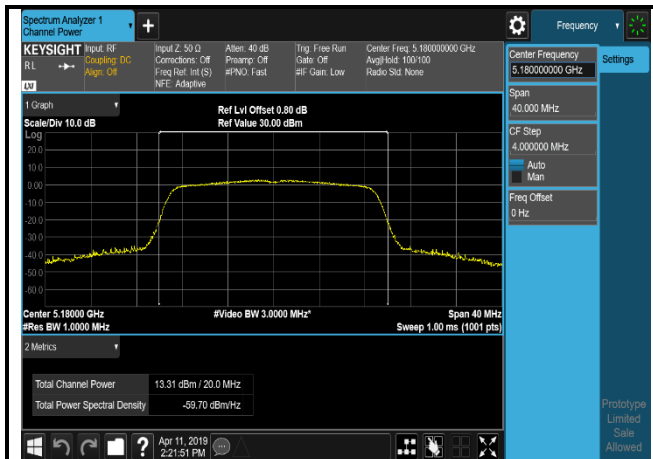 Spectrum Analyzer 1
Channel Power
+
Frequency
KEYSIGHT
RL
LXI
Input: RF
Coupling: DC
Align: Off
Input Z: 50 Ω
Corrections: Off
Freq Ref: Int (S)
NFE: Adaptive
Atten: 40 dB
Preamp: Off
#PNO: Fast
Trig: Free Run
Gate: Off
#IF Gain: Low
Center Freq: 5.180000000 GHz
Avg|Hold: 100/100
Radio Std: None
Center Frequency
5.180000000 GHz
Settings
Span
40.000 MHz
CF Step
4.000000 MHz
Auto
Man
Freq Offset
0 Hz
1 Graph
Scale/Div 10.0 dB
Ref Lvl Offset 0.80 dB
Ref Value 30.00 dBm
Log
20.0
10.0
0.00
-10.0
-20.0
-30.0
-40.0
-50.0
-60.0
Center 5.18000 GHz
#Video BW 3.0000 MHz*
Span 40 MHz
#Res BW 1.0000 MHz
Sweep 1.00 ms (1001 pts)
2 Metrics
Total Channel Power 13.31 dBm / 20.0 MHz
Total Power Spectral Density -59.70 dBm/Hz
?
Apr 11, 2019
2:21:51 PM
Prototype
Limited
Sale
Allowed